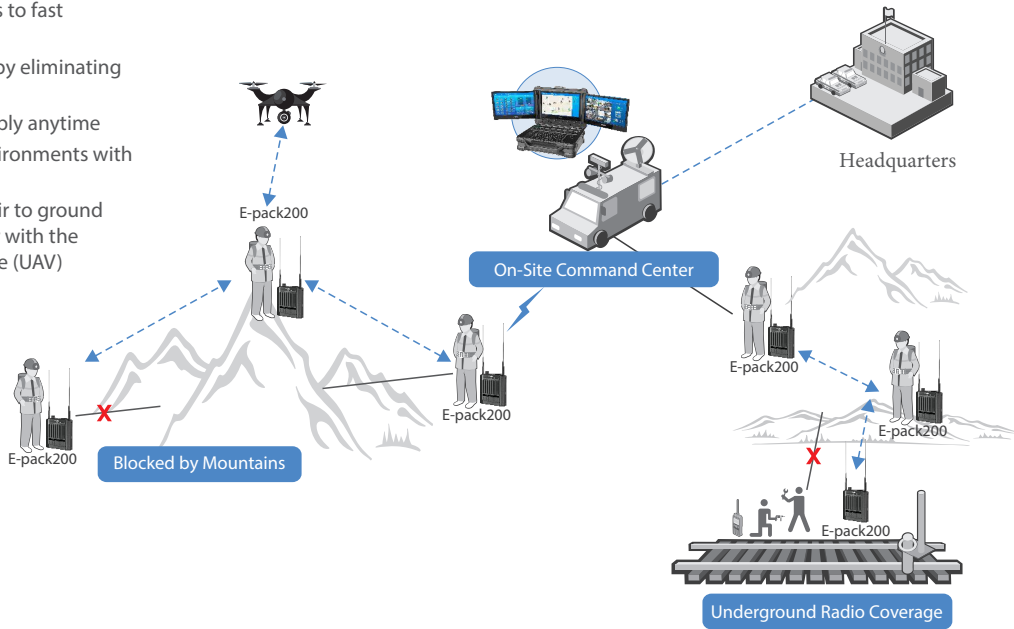 s to fast
by eliminating
bly anytime
ironments with
ir to ground
with the
e (UAV)
Headquarters
E-pack200
On-Site Command Center
E-pack200
E-pack200
X
E-pack200
E-pack200
Blocked by Mountains
X
E-pack200
E-pack200
Underground Radio Coverage